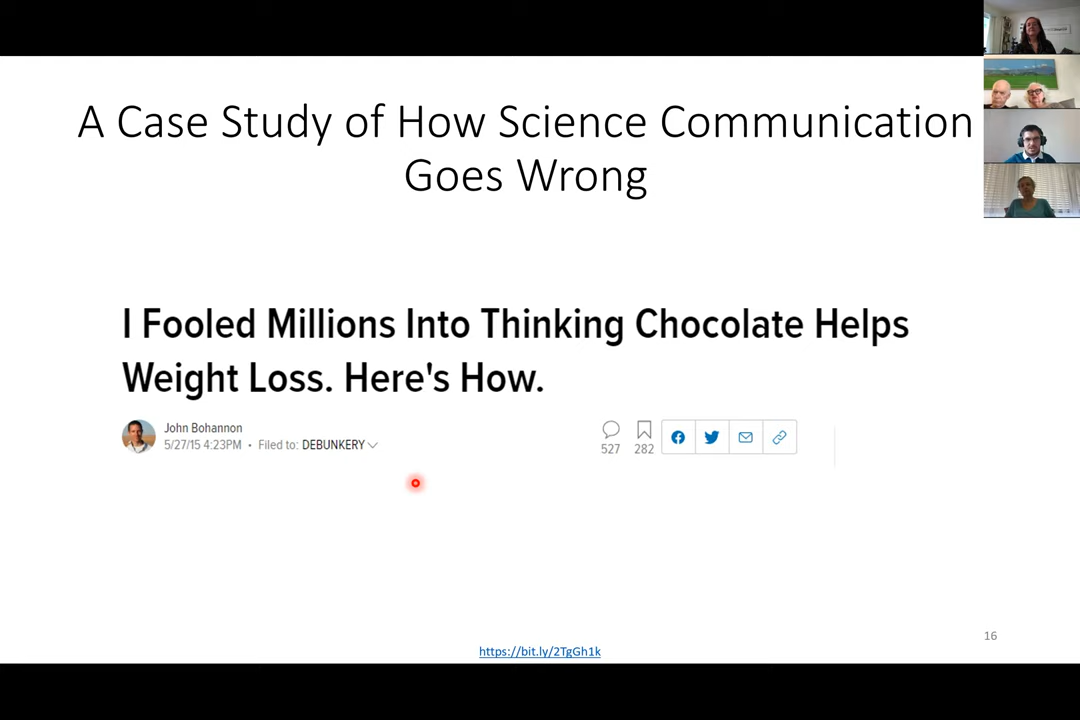 A Case Study of How Science Communication
Goes Wrong
I Fooled Millions Into Thinking Chocolate Helps
Weight Loss. Here's How.
John Bohannon
5/27/15 4:23PM • Filed to: DEBUNKERY
527
282
16
https://bit.ly/2TgGh1k